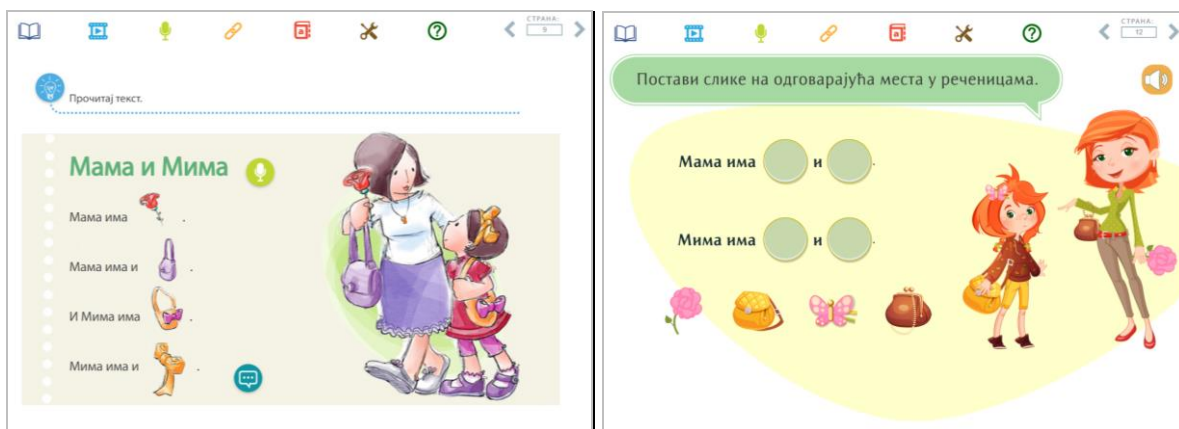 СТРАНА:
9
Прочитај текст.
Мама и Мима
Мама има .
Мама има и .
И Мима има .
Мима има и .
СТРАНА:
12
Постави слике на одговарајућа места у реченицама.
Мама има и .
Мима има и .